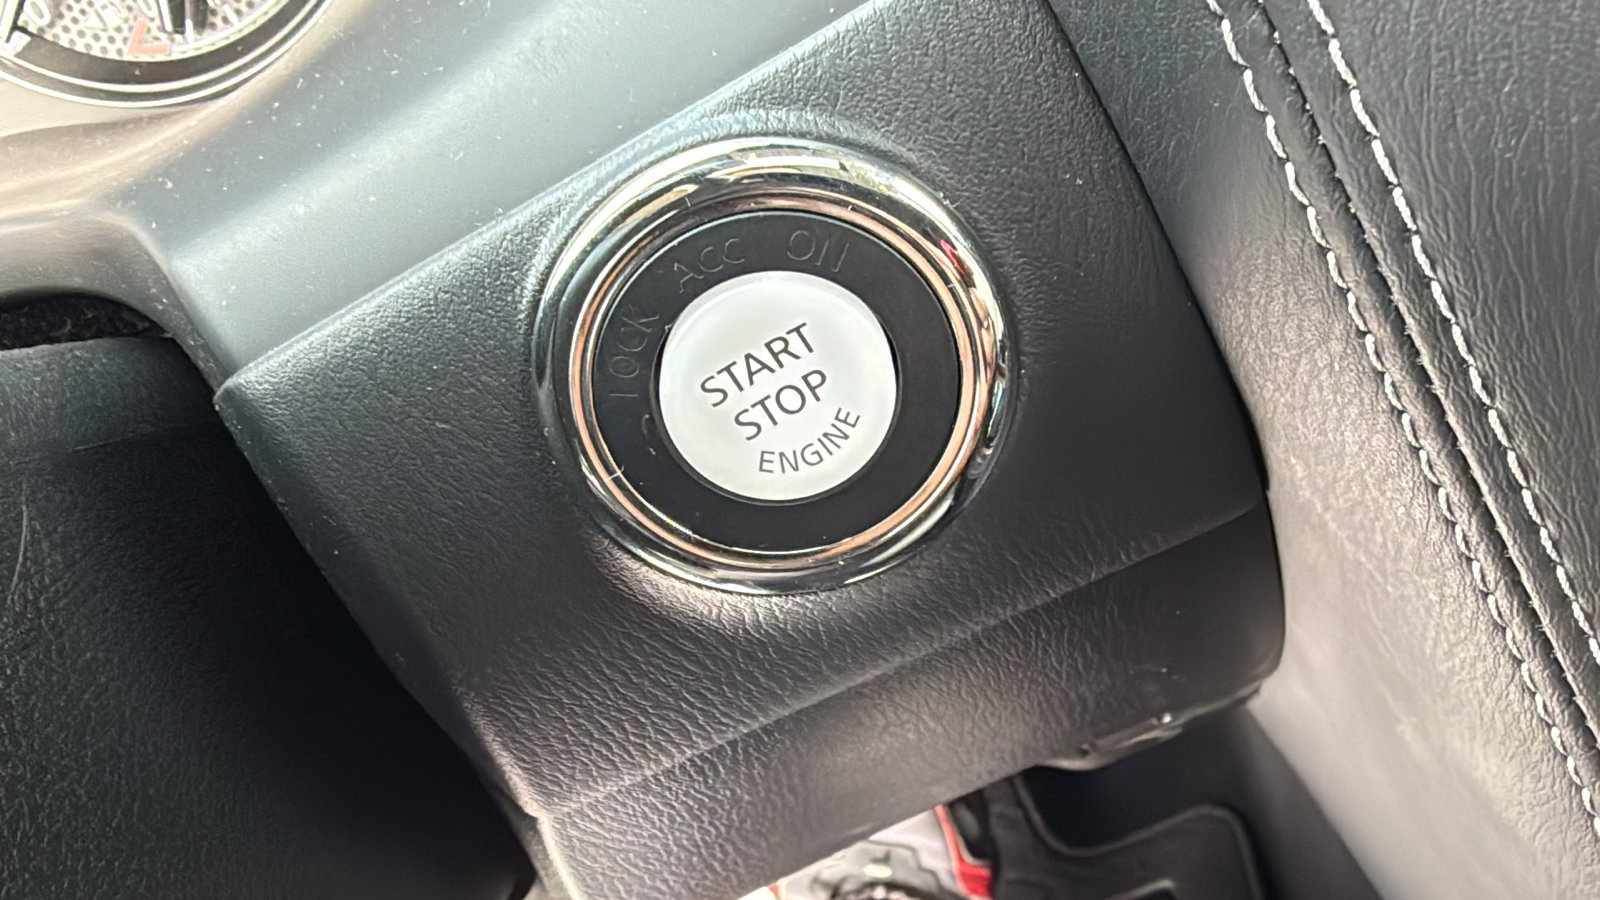 LOCK ACC ON
START
STOP
ENGINE